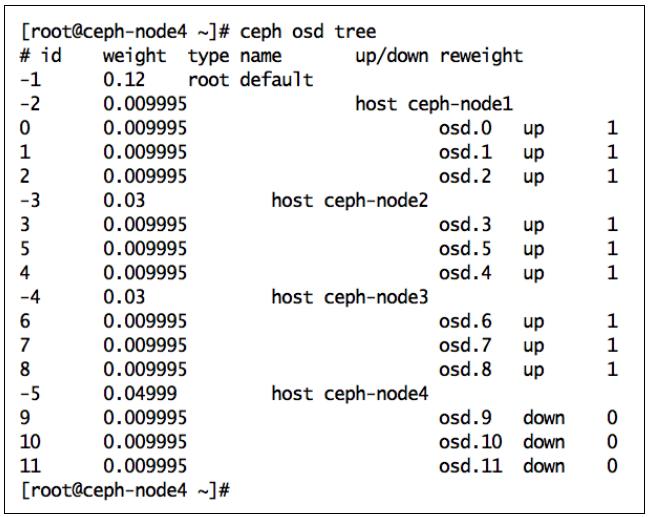 [root@ceph-node4 ~]# ceph osd tree
# id    weight  type name       up/down reweight
-1      0.12    root default
-2      0.009995                host ceph-node1
0       0.009995                        osd.0   up      1
1       0.009995                        osd.1   up      1
2       0.009995                        osd.2   up      1
-3      0.03            host ceph-node2
3       0.009995                        osd.3   up      1
5       0.009995                        osd.5   up      1
4       0.009995                        osd.4   up      1
-4      0.03            host ceph-node3
6       0.009995                        osd.6   up      1
7       0.009995                        osd.7   up      1
8       0.009995                        osd.8   up      1
-5      0.04999         host ceph-node4
9       0.009995                        osd.9   down    0
10      0.009995                        osd.10  down    0
11      0.009995                        osd.11  down    0
[root@ceph-node4 ~]#